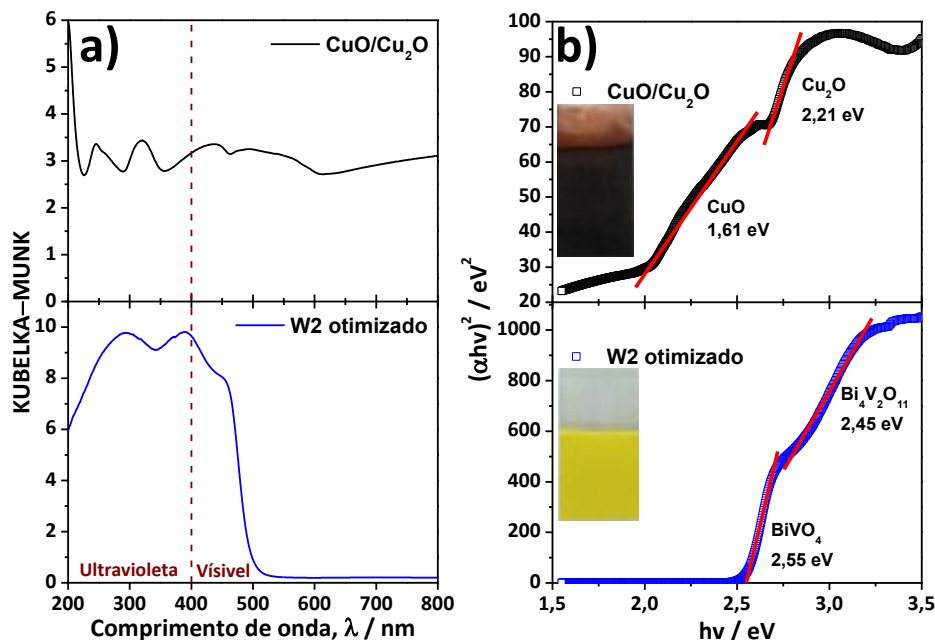 a)
CuO/Cu₂O
6
5
4
3
2
1
0
W2 otimizado
10
8
6
4
2
0
Ultravioleta
Vísivel
200 300 400 500 600 700 800
Comprimento de onda, λ / nm
KUBELKA–MUNK
b)
CuO/Cu₂O
Cu₂O
2,21 eV
CuO
1,61 eV
100
90
80
70
60
50
40
30
20
W2 otimizado
Bi₄V₂O₁₁
2,45 eV
BiVO₄
2,55 eV
1000
800
600
400
200
0
1,5 2,0 2,5 3,0 3,5
hν / eV
(αhν)² / eV²